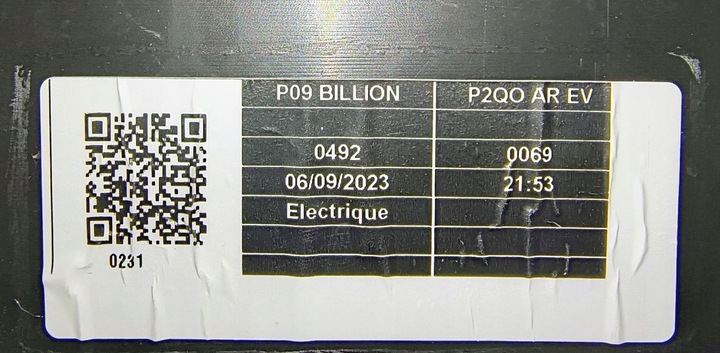 P09 BILLION P2QO AR EV
0492 0069
06/09/2023 21:53
Electrique
0231